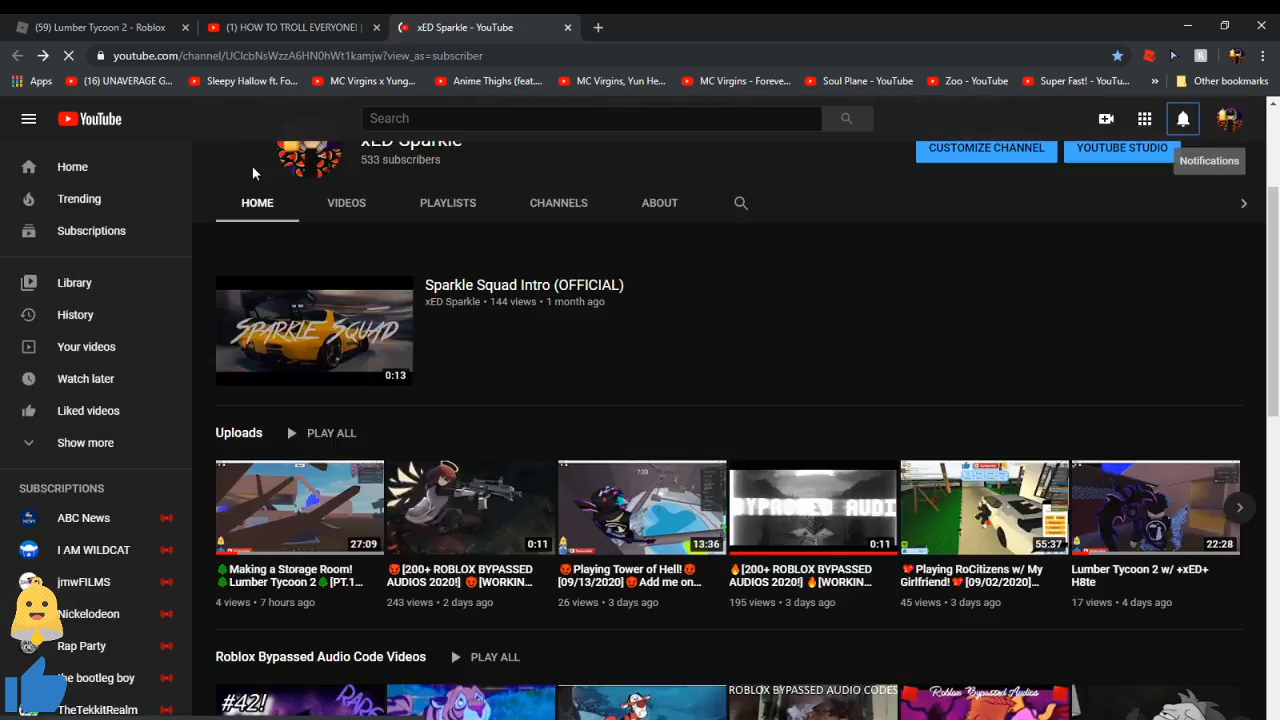 (59) Lumber Tycoon 2 - Roblox
(1) HOW TO TROLL EVERYONE! |
xED Sparkle - YouTube
youtube.com/channel/UClcbNsWzzA6HN0hWt1kamjw?view_as=subscriber
Apps
(16) UNAVERAGE G...
Sleepy Hallow ft. Fo...
MC Virgins x Yung...
Anime Thighs (feat....
MC Virgins, Yun He...
MC Virgins - Foreve...
Soul Plane - YouTube
Zoo - YouTube
Super Fast! - YouTu...
»
Other bookmarks
YouTube
Search
xED Sparkle
533 subscribers
CUSTOMIZE CHANNEL
YOUTUBE STUDIO
Notifications
HOME
VIDEOS
PLAYLISTS
CHANNELS
ABOUT
Home
Trending
Subscriptions
Library
History
Your videos
Watch later
Liked videos
Show more
SUBSCRIPTIONS
ABC News
I AM WILDCAT
jmwFILMS
Nickelodeon
Rap Party
the bootleg boy
TheTekkitRealm
SPARKLE SQUAD
0:13
Sparkle Squad Intro (OFFICIAL)
xED Sparkle • 144 views • 1 month ago
Uploads
PLAY ALL
27:09
0:11
7:33
13:36
BYPASSED AUDI
0:11
55:37
22:28
🌲Making a Storage Room!
Lumber Tycoon 2🌲[PT.1...
4 views • 7 hours ago
😡[200+ ROBLOX BYPASSED
AUDIOS 2020!] 😡[WORKIN...
243 views • 2 days ago
😡Playing Tower of Hell!😡
[09/13/2020]😡Add me on...
26 views • 3 days ago
🔥[200+ ROBLOX BYPASSED
AUDIOS 2020!] 🔥[WORKIN...
195 views • 3 days ago
💖Playing RoCitizens w/ My
Girlfriend!💖[09/02/2020]...
45 views • 3 days ago
Lumber Tycoon 2 w/ +xED+
H8te
17 views • 4 days ago
Roblox Bypassed Audio Code Videos
PLAY ALL
#42!
ROBLOX BYPASSED AUDIO CODES
Roblox Bypassed Audios